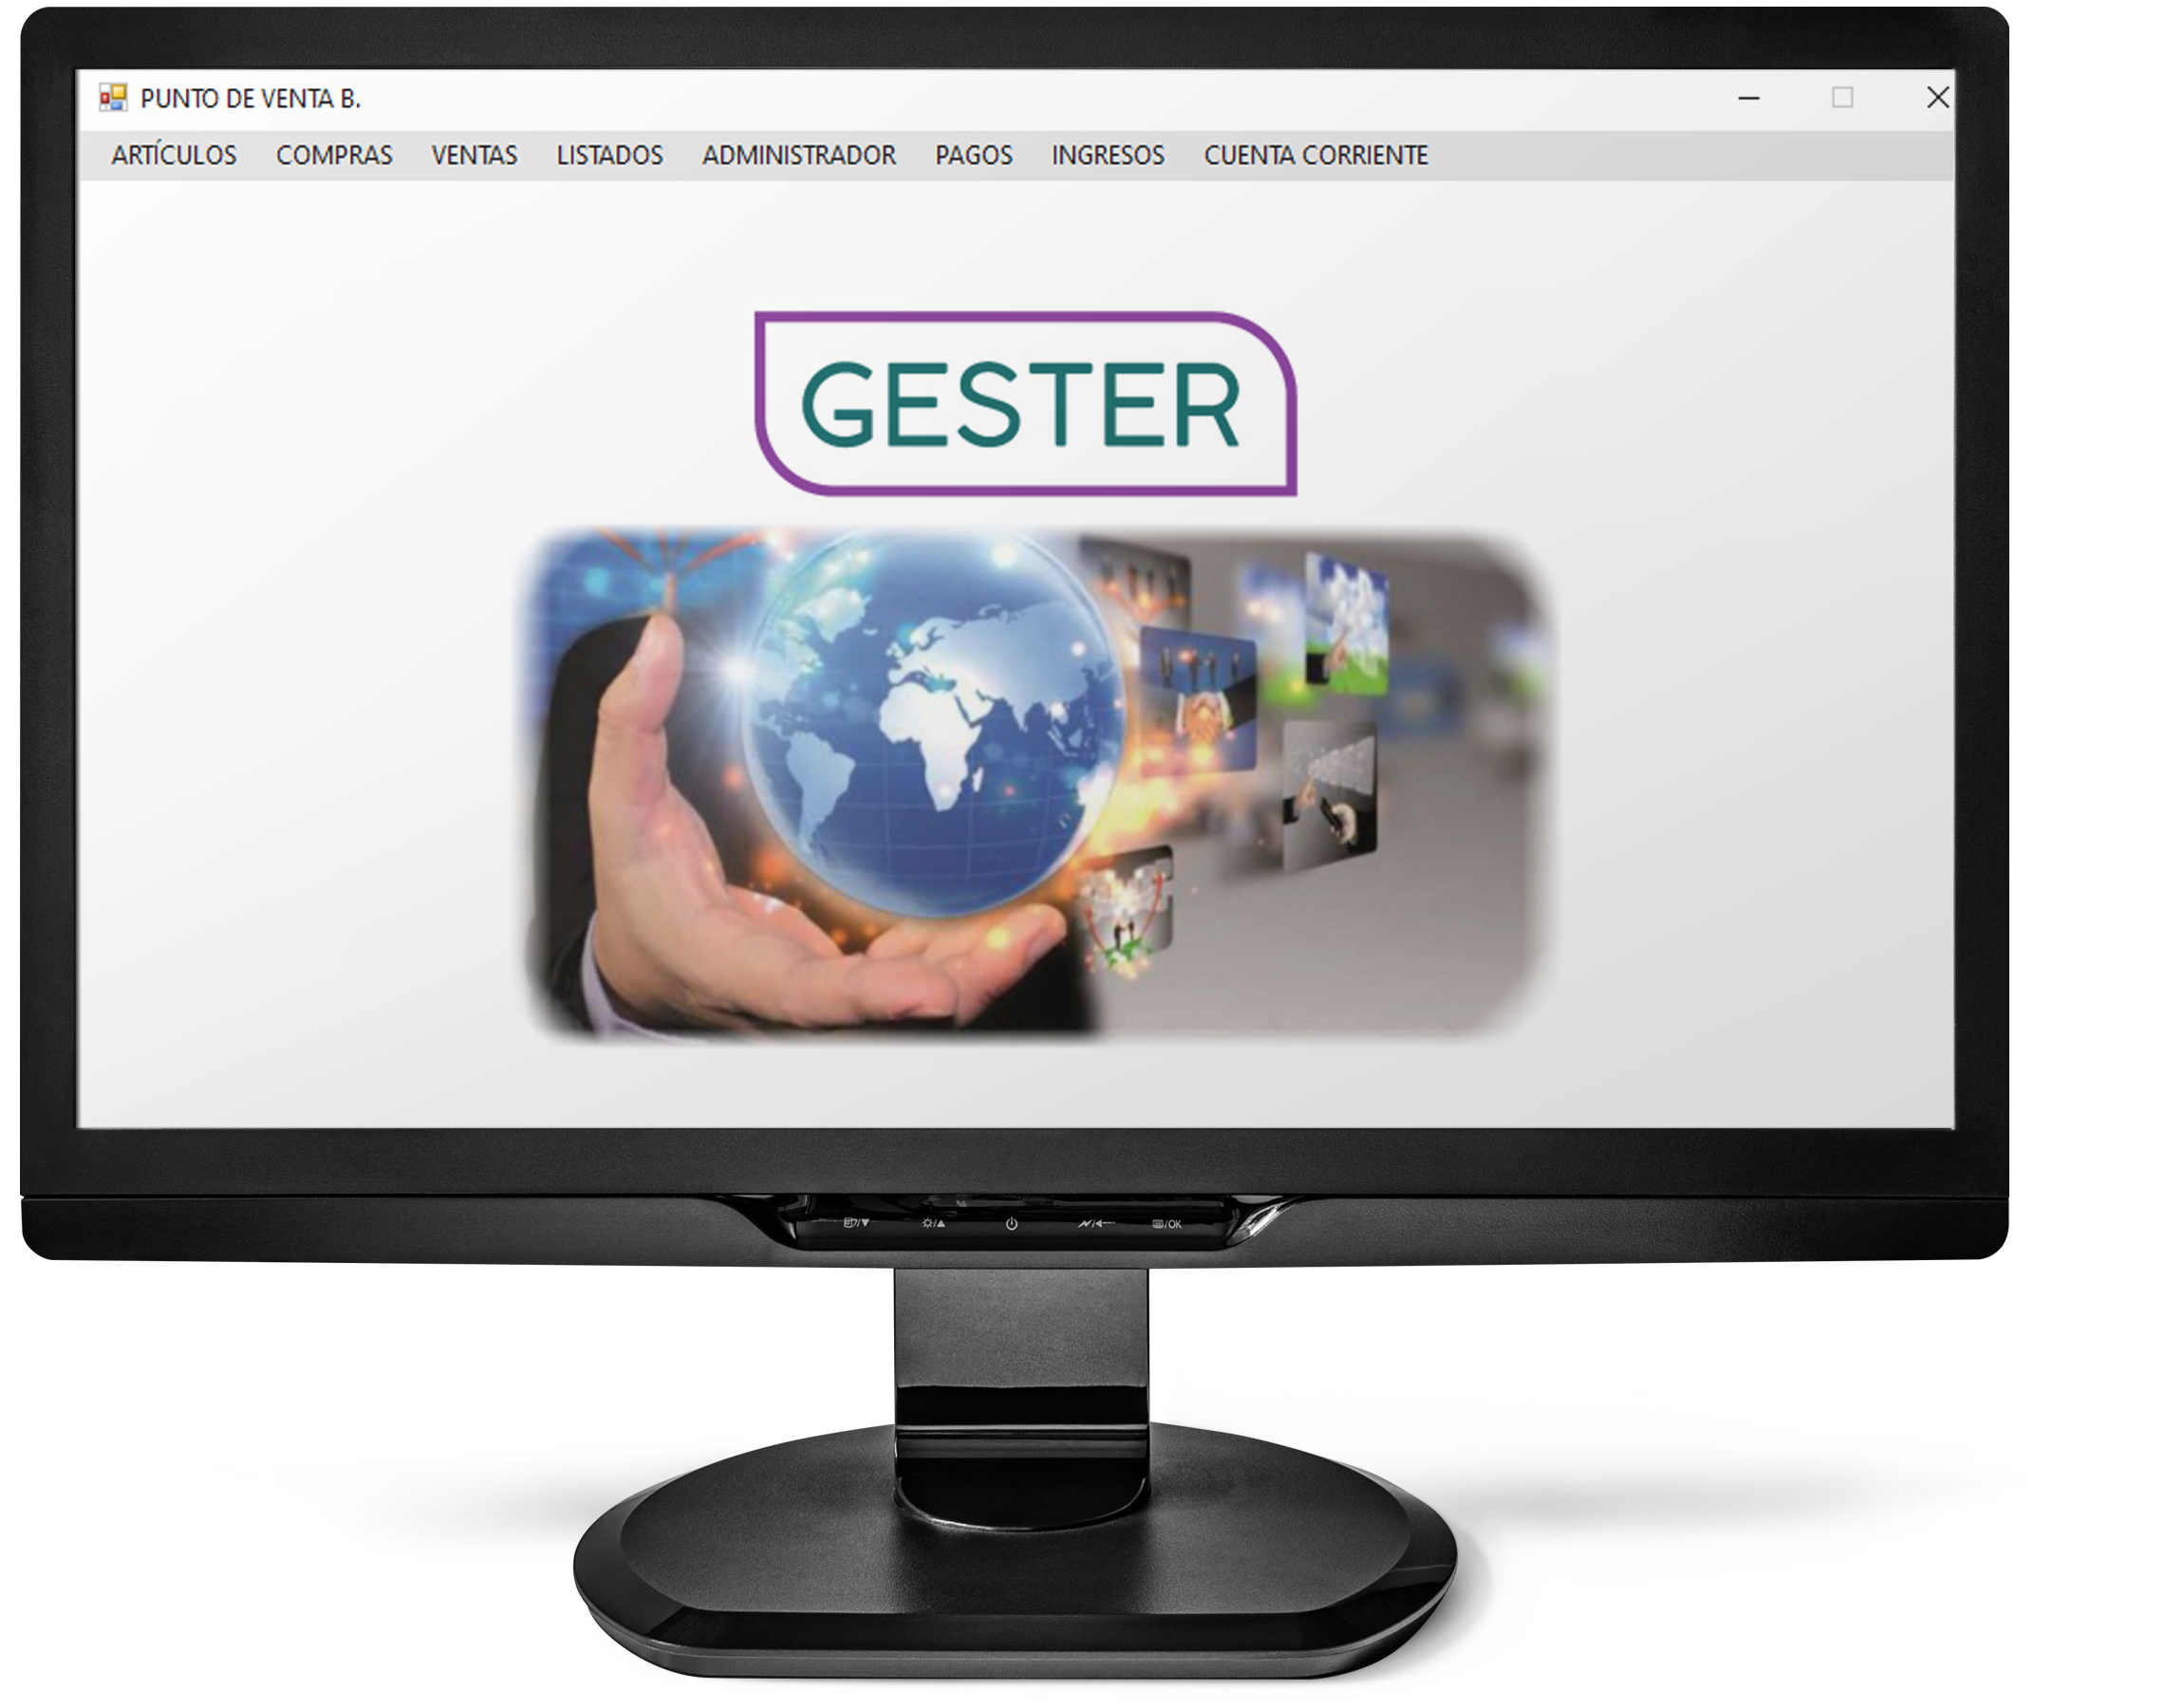 PUNTO DE VENTA B.
ARTÍCULOS COMPRAS VENTAS LISTADOS ADMINISTRADOR PAGOS INGRESOS CUENTA CORRIENTE
GESTER
/OK